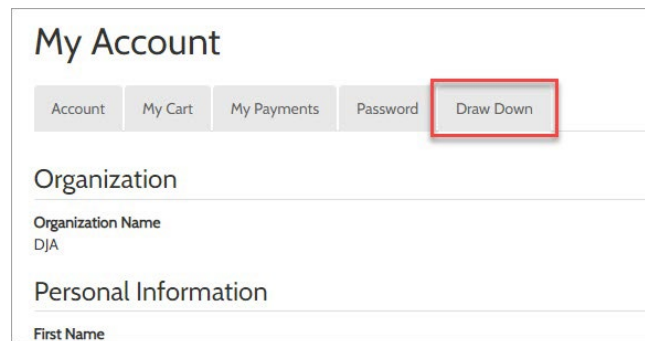 My Account
Account My Cart My Payments Password Draw Down
Organization
Organization Name
DJA
Personal Information
First Name